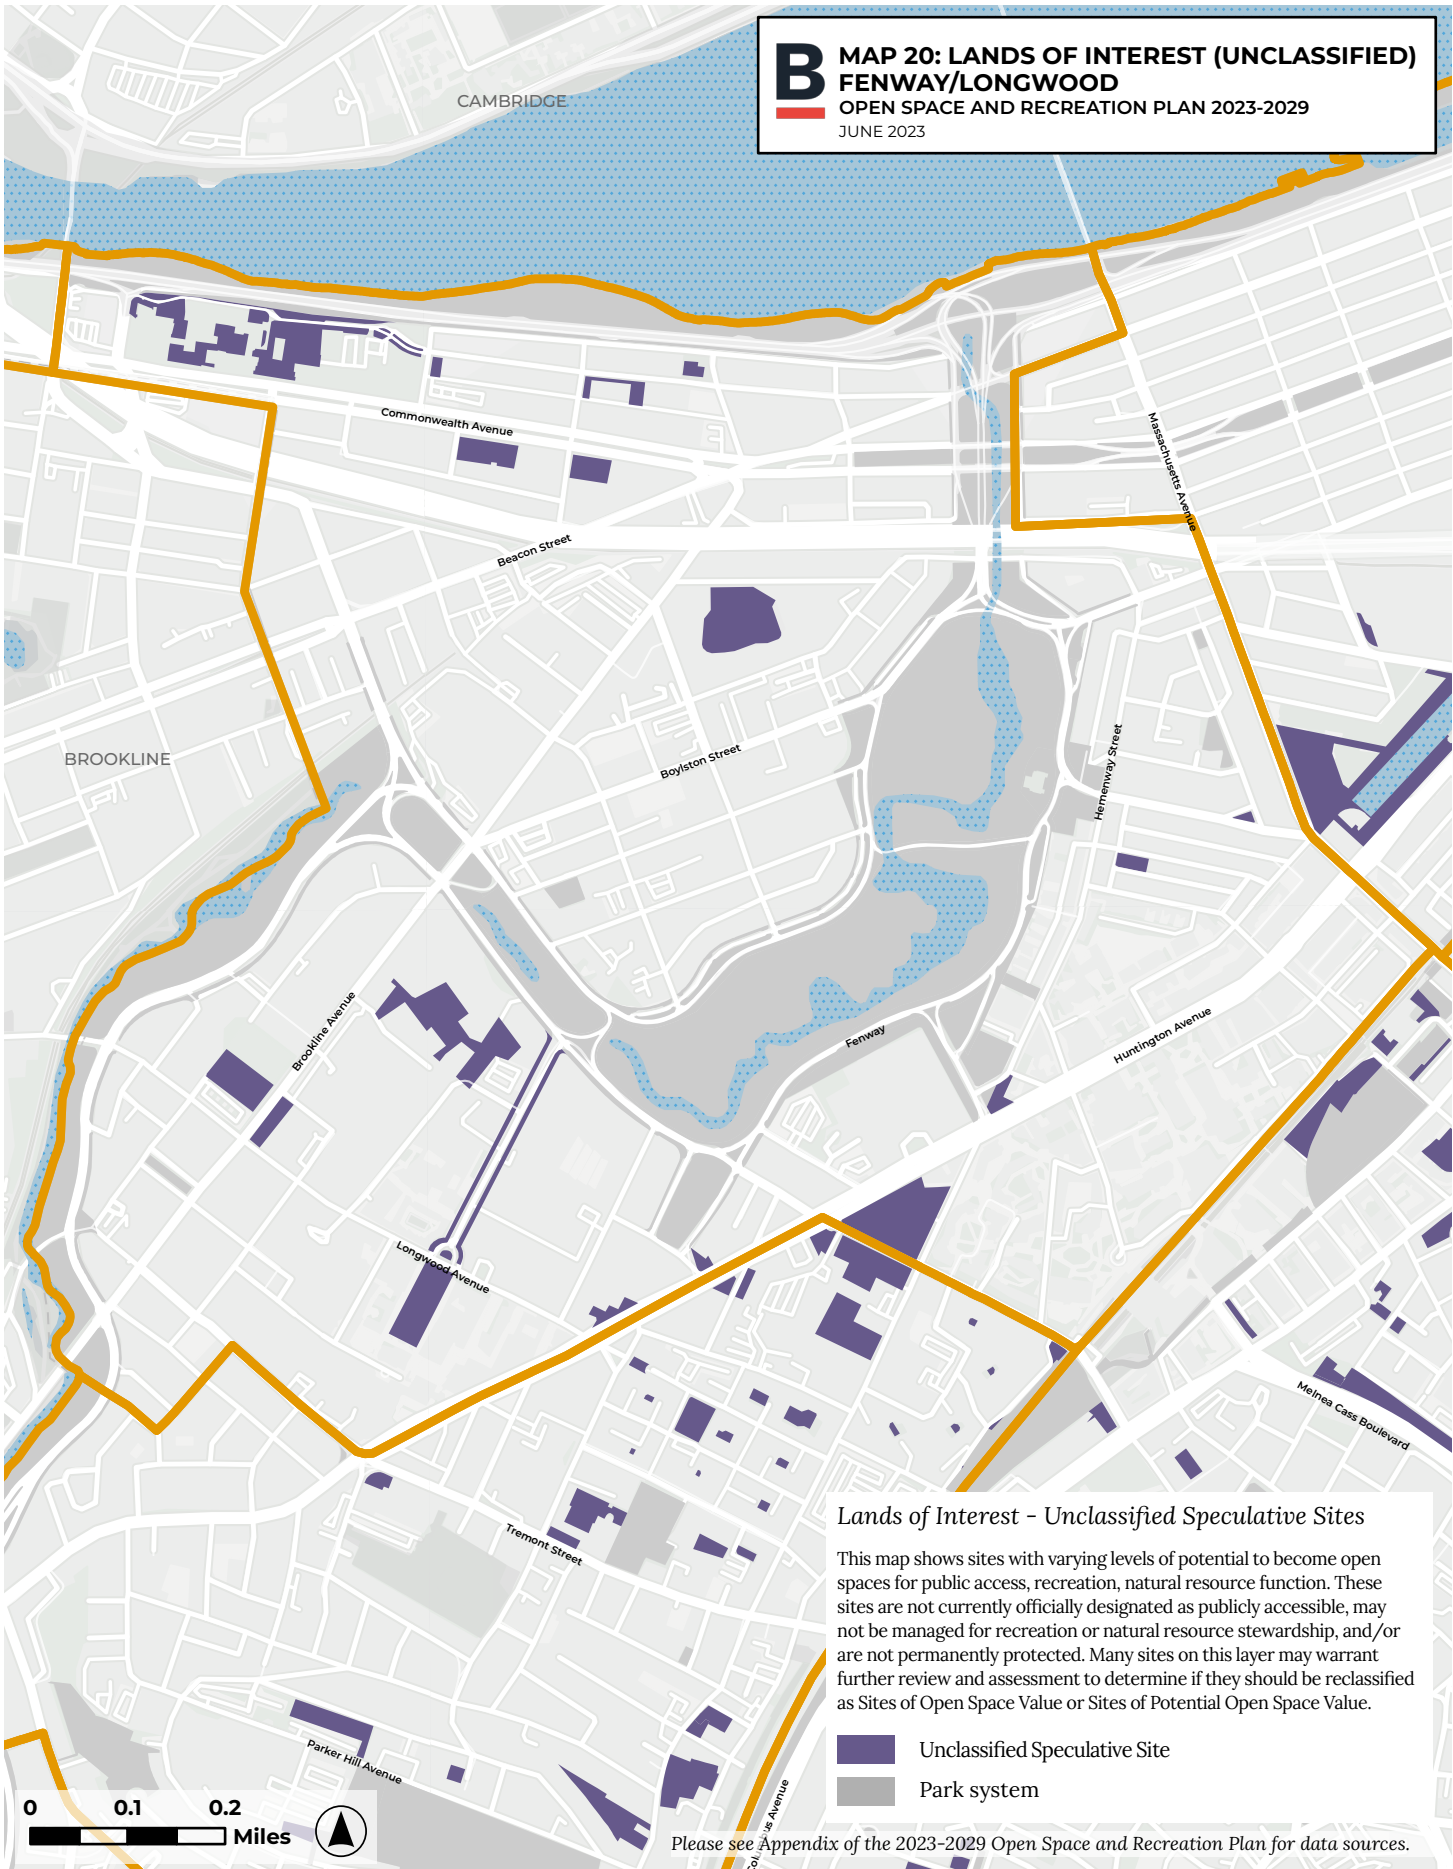 B
MAP 20: LANDS OF INTEREST (UNCLASSIFIED)
FENWAY/LONGWOOD
OPEN SPACE AND RECREATION PLAN 2023-2029
JUNE 2023
CAMBRIDGE
Commonwealth Avenue
Massachusetts Avenue
Beacon Street
BROOKLINE
Boylston Street
Hemenway Street
Brookline Avenue
Fenway
Huntington Avenue
Longwood Avenue
Melnea Cass Boulevard
Tremont Street
Parker Hill Avenue
Avenue
Lands of Interest - Unclassified Speculative Sites
This map shows sites with varying levels of potential to become open
spaces for public access, recreation, natural resource function. These
sites are not currently officially designated as publicly accessible, may
not be managed for recreation or natural resource stewardship, and/or
are not permanently protected. Many sites on this layer may warrant
further review and assessment to determine if they should be reclassified
as Sites of Open Space Value or Sites of Potential Open Space Value.
Unclassified Speculative Site
Park system
0 0.1 0.2
Miles
Please see Appendix of the 2023-2029 Open Space and Recreation Plan for data sources.